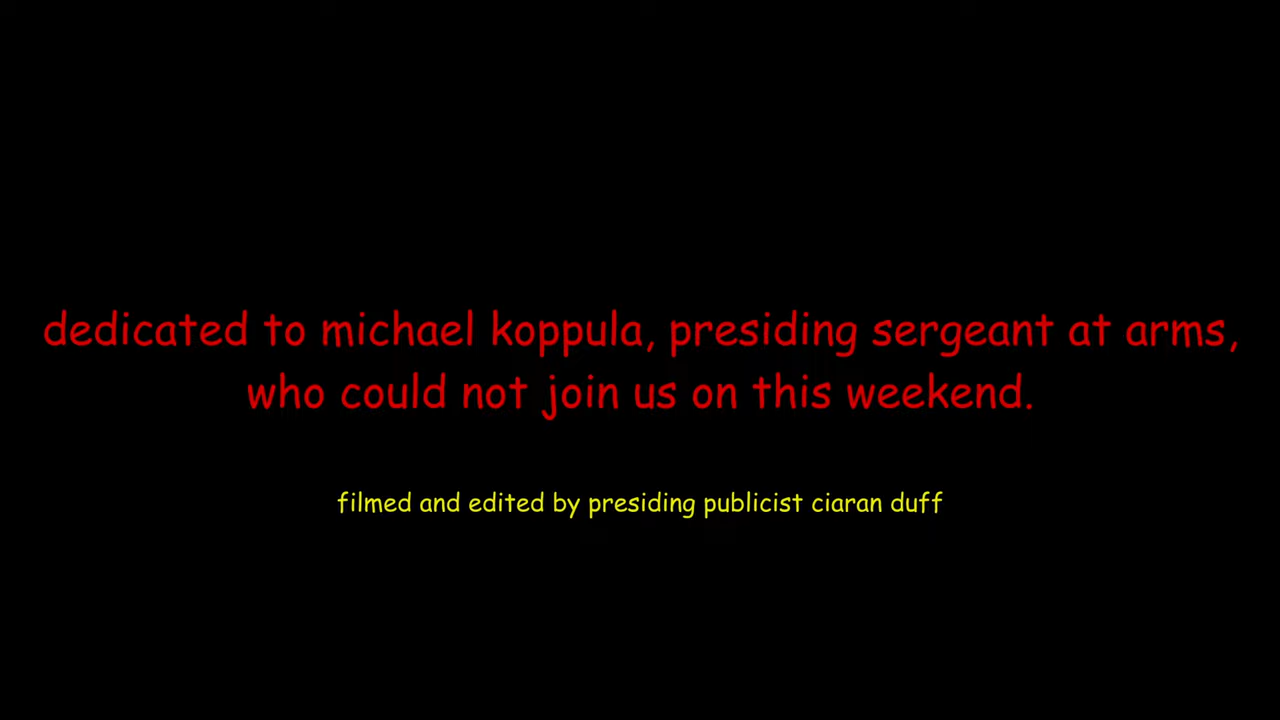 dedicated to michael koppula, presiding sergeant at arms,
who could not join us on this weekend.
filmed and edited by presiding publicist ciaran duff